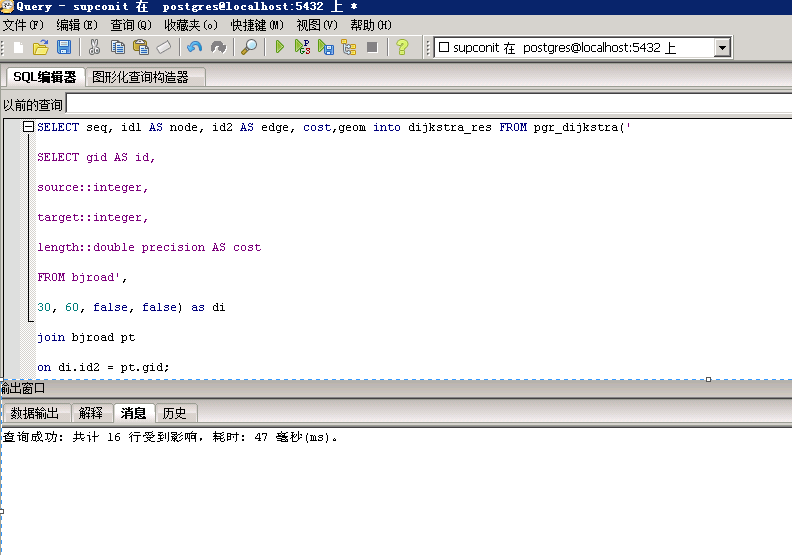 Query - supconit 在 postgres@localhost:5432 上 *
文件(F) 编辑(E) 查询(Q) 收藏夹(o) 快捷键(M) 视图(V) 帮助(H)
supconit 在 postgres@localhost:5432 上
SQL编辑器 图形化查询构造器
以前的查询
SELECT seq, id1 AS node, id2 AS edge, cost,geom into dijkstra_res FROM pgr_dijkstra('
SELECT gid AS id,
source::integer,
target::integer,
length::double precision AS cost
FROM bjroad',
30, 60, false, false) as di
join bjroad pt
on di.id2 = pt.gid;
输出窗口
数据输出 解释 消息 历史
查询成功: 共计 16 行受到影响, 耗时: 47 毫秒(ms)。